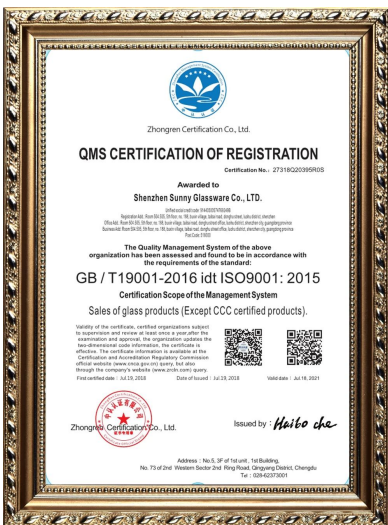 Zhongren Certification Co., Ltd.
QMS CERTIFICATION OF REGISTRATION
Certification No.: 27318Q20395R0S
Awarded to
Shenzhen Sunny Glassware Co., LTD.
The Quality Management System of the above
organization has been assessed and found to be in accordance with
the requirements of the standard:
GB / T19001-2016 idt ISO9001: 2015
Certification Scope of the Management System
Sales of glass products (Except CCC certified products).
Validity of the certificate, certified organizations subject
to supervision and review at least once a year,after the
examination and approval, the organization updates the
two-dimensional code information, the certificate is
effective. The certificate information is available at the
Certification and Accreditation Regulatory Commission
official website (www.cnca.gov.cn) query, but also
through the company's website (www.zrcln.com) query.
First certified date : Jul.19, 2018 Date of Issued : Jul.19, 2018 Valid date : Jul.18, 2021
Zhongren Certification Co., Ltd.
Issued by : Haibo che
Address : No.5, 3F of 1st unit , 1st Building,
No. 73 of 2nd Western Sector 2nd Ring Road, Qingyang District, Chengdu
Tel : 028-62373001